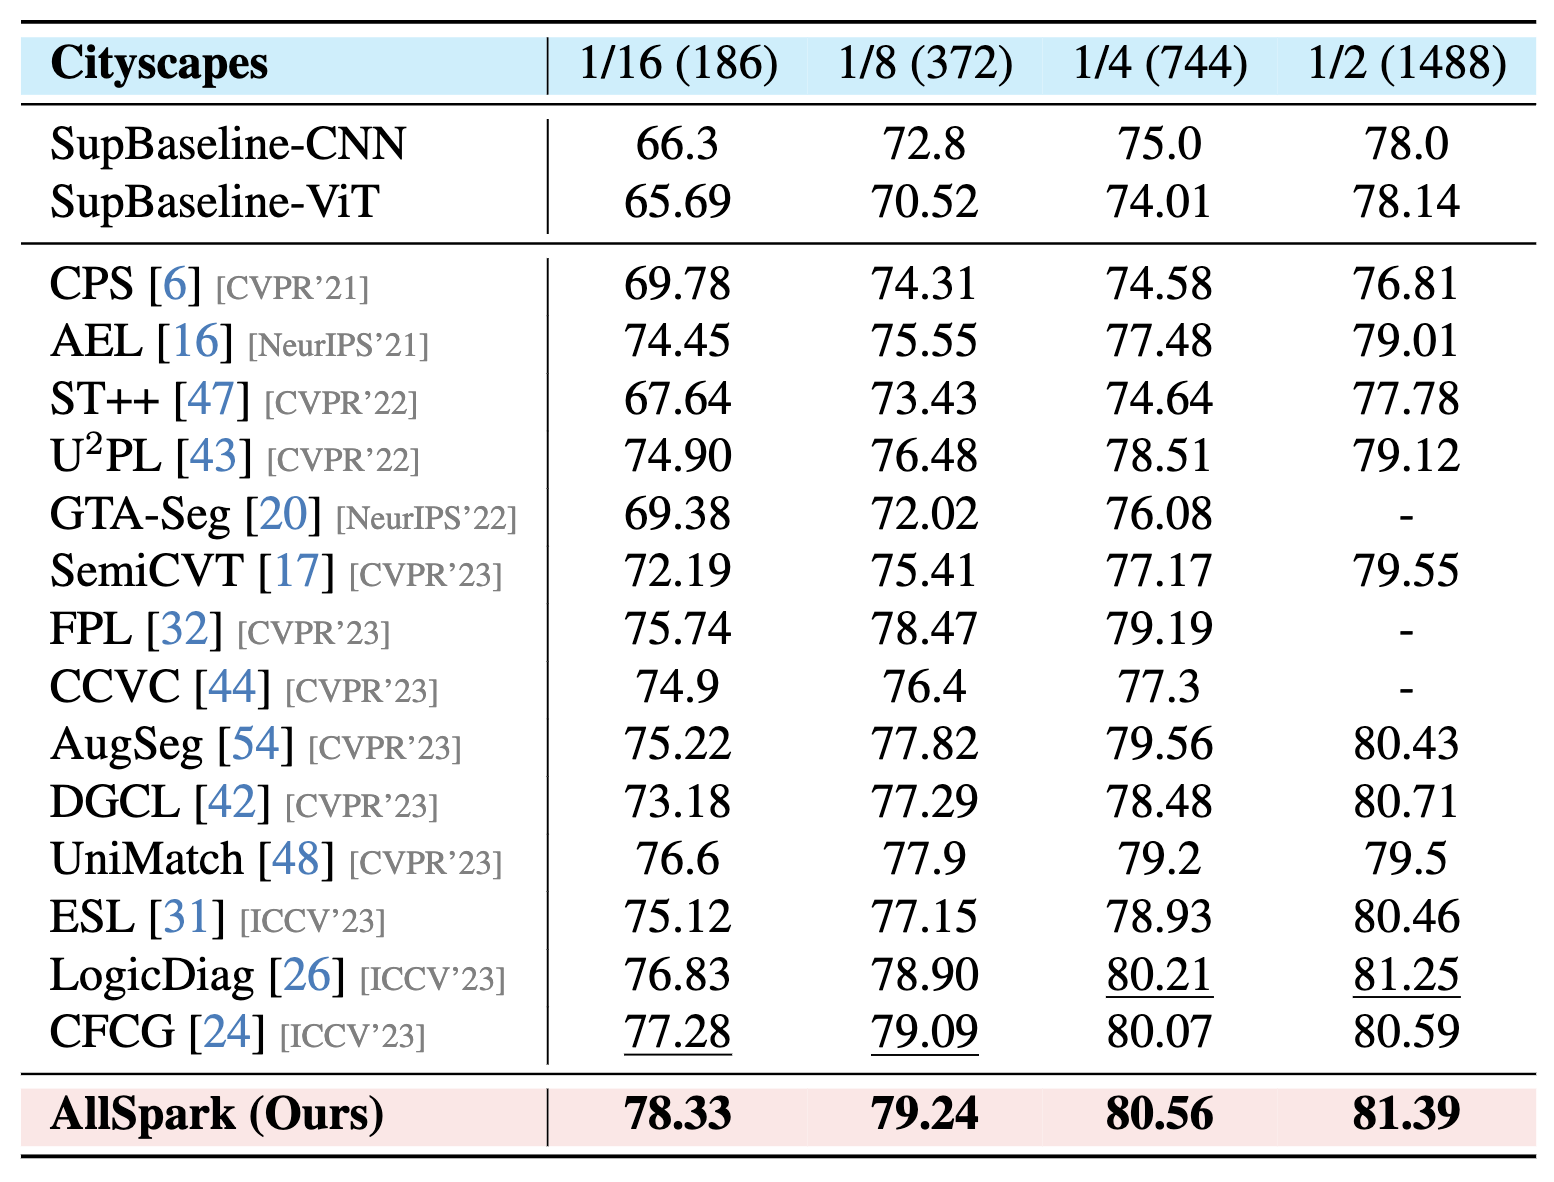 Cityscapes 1/16 (186) 1/8 (372) 1/4 (744) 1/2 (1488)
SupBaseline-CNN 66.3 72.8 75.0 78.0
SupBaseline-ViT 65.69 70.52 74.01 78.14
CPS [6] [CVPR’21] 69.78 74.31 74.58 76.81
AEL [16] [NeurIPS’21] 74.45 75.55 77.48 79.01
ST++ [47] [CVPR’22] 67.64 73.43 74.64 77.78
U²PL [43] [CVPR’22] 74.90 76.48 78.51 79.12
GTA-Seg [20] [NeurIPS’22] 69.38 72.02 76.08 -
SemiCVT [17] [CVPR’23] 72.19 75.41 77.17 79.55
FPL [32] [CVPR’23] 75.74 78.47 79.19 -
CCVC [44] [CVPR’23] 74.9 76.4 77.3 -
AugSeg [54] [CVPR’23] 75.22 77.82 79.56 80.43
DGCL [42] [CVPR’23] 73.18 77.29 78.48 80.71
UniMatch [48] [CVPR’23] 76.6 77.9 79.2 79.5
ESL [31] [ICCV’23] 75.12 77.15 78.93 80.46
LogicDiag [26] [ICCV’23] 76.83 78.90 80.21 81.25
CFCG [24] [ICCV’23] 77.28 79.09 80.07 80.59
AllSpark (Ours) 78.33 79.24 80.56 81.39